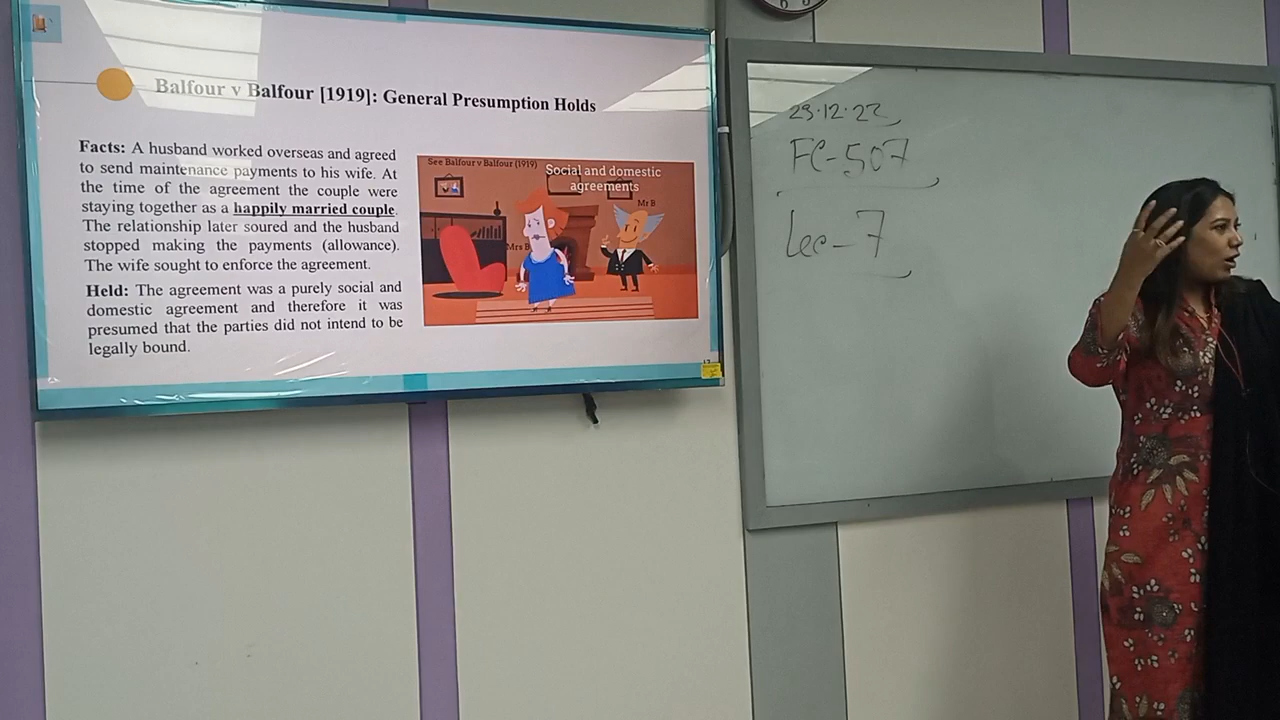 Balfour v Balfour [1919]: General Presumption Holds
Facts: A husband worked overseas and agreed
to send maintenance payments to his wife. At
the time of the agreement the couple were
staying together as a happily married couple.
The relationship later soured and the husband
stopped making the payments (allowance).
The wife sought to enforce the agreement.
Held: The agreement was a purely social and
domestic agreement and therefore it was
presumed that the parties did not intend to be
legally bound.
See Balfour v Balfour (1919)
Social and domestic
agreements
Mr B
Mrs B
FC-507
Lec-7